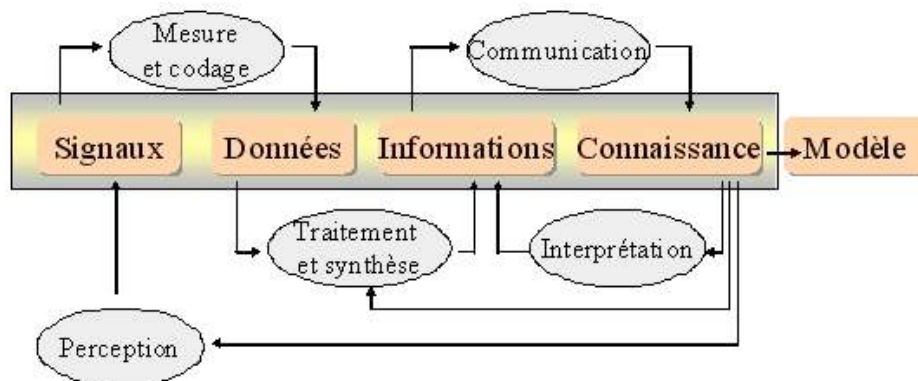 Mesure
et codage
Communication
Signaux
Données
Informations
Connaissance
Modèle
Traitement
et synthèse
Interprétation
Perception